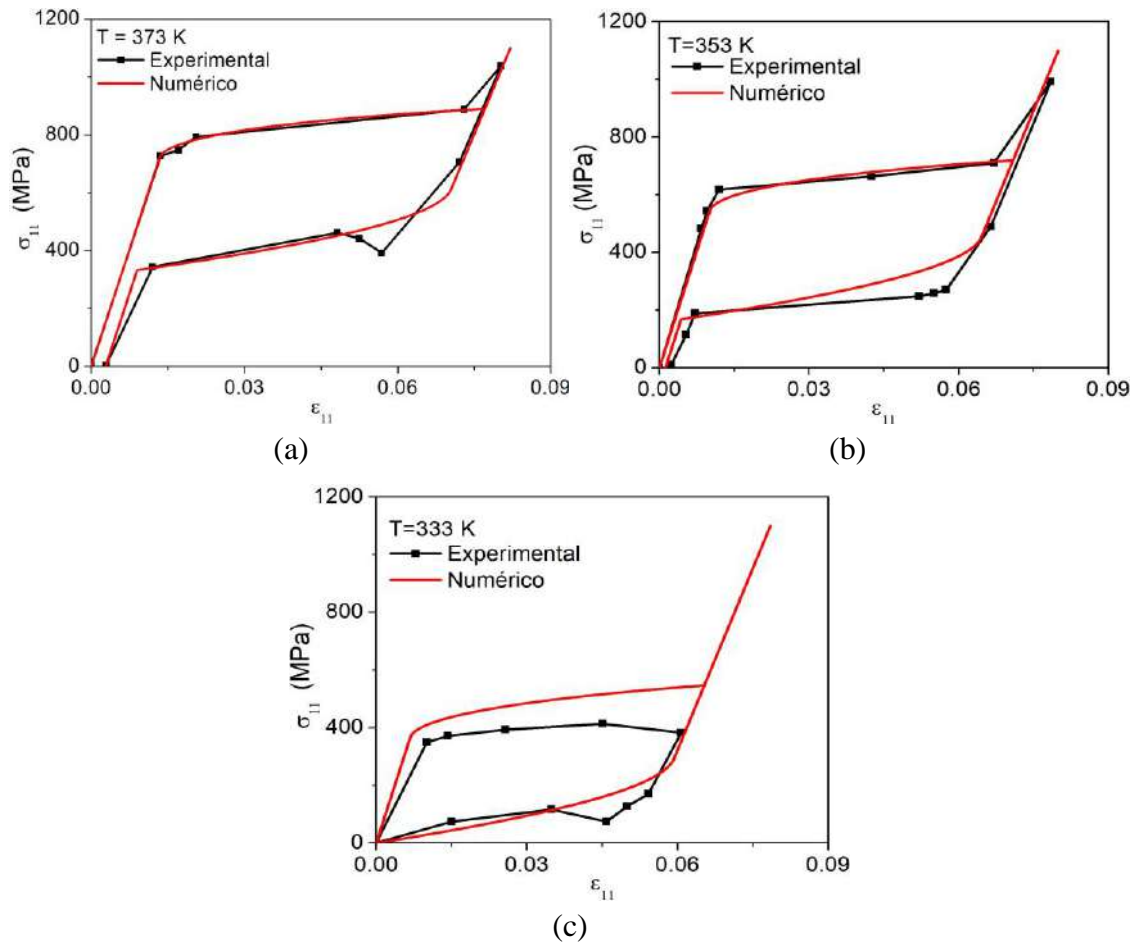 1200
T = 373 K
Experimental
Numérico
800
σ₁₁ (MPa)
400
0
0.00 0.03 0.06 0.09
ε₁₁
(a)
1200
T=353 K
Experimental
Numérico
800
σ₁₁ (MPa)
400
0
0.00 0.03 0.06 0.09
ε₁₁
(b)
1200
T=333 K
Experimental
Numérico
800
σ₁₁ (MPa)
400
0
0.00 0.03 0.06 0.09
ε₁₁
(c)